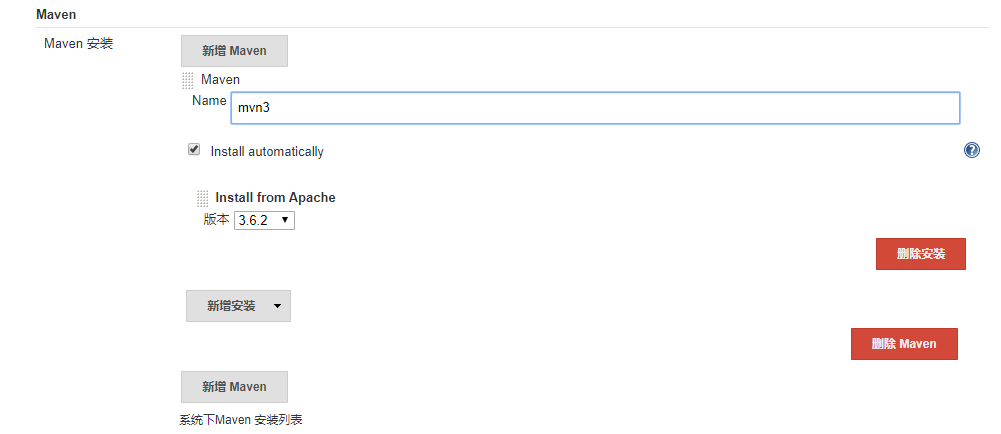 Maven
Maven 安装
新增 Maven
Maven
Name mvn3
Install automatically
Install from Apache
版本 3.6.2
删除安装
新增安装
删除 Maven
新增 Maven
系统下Maven 安装列表